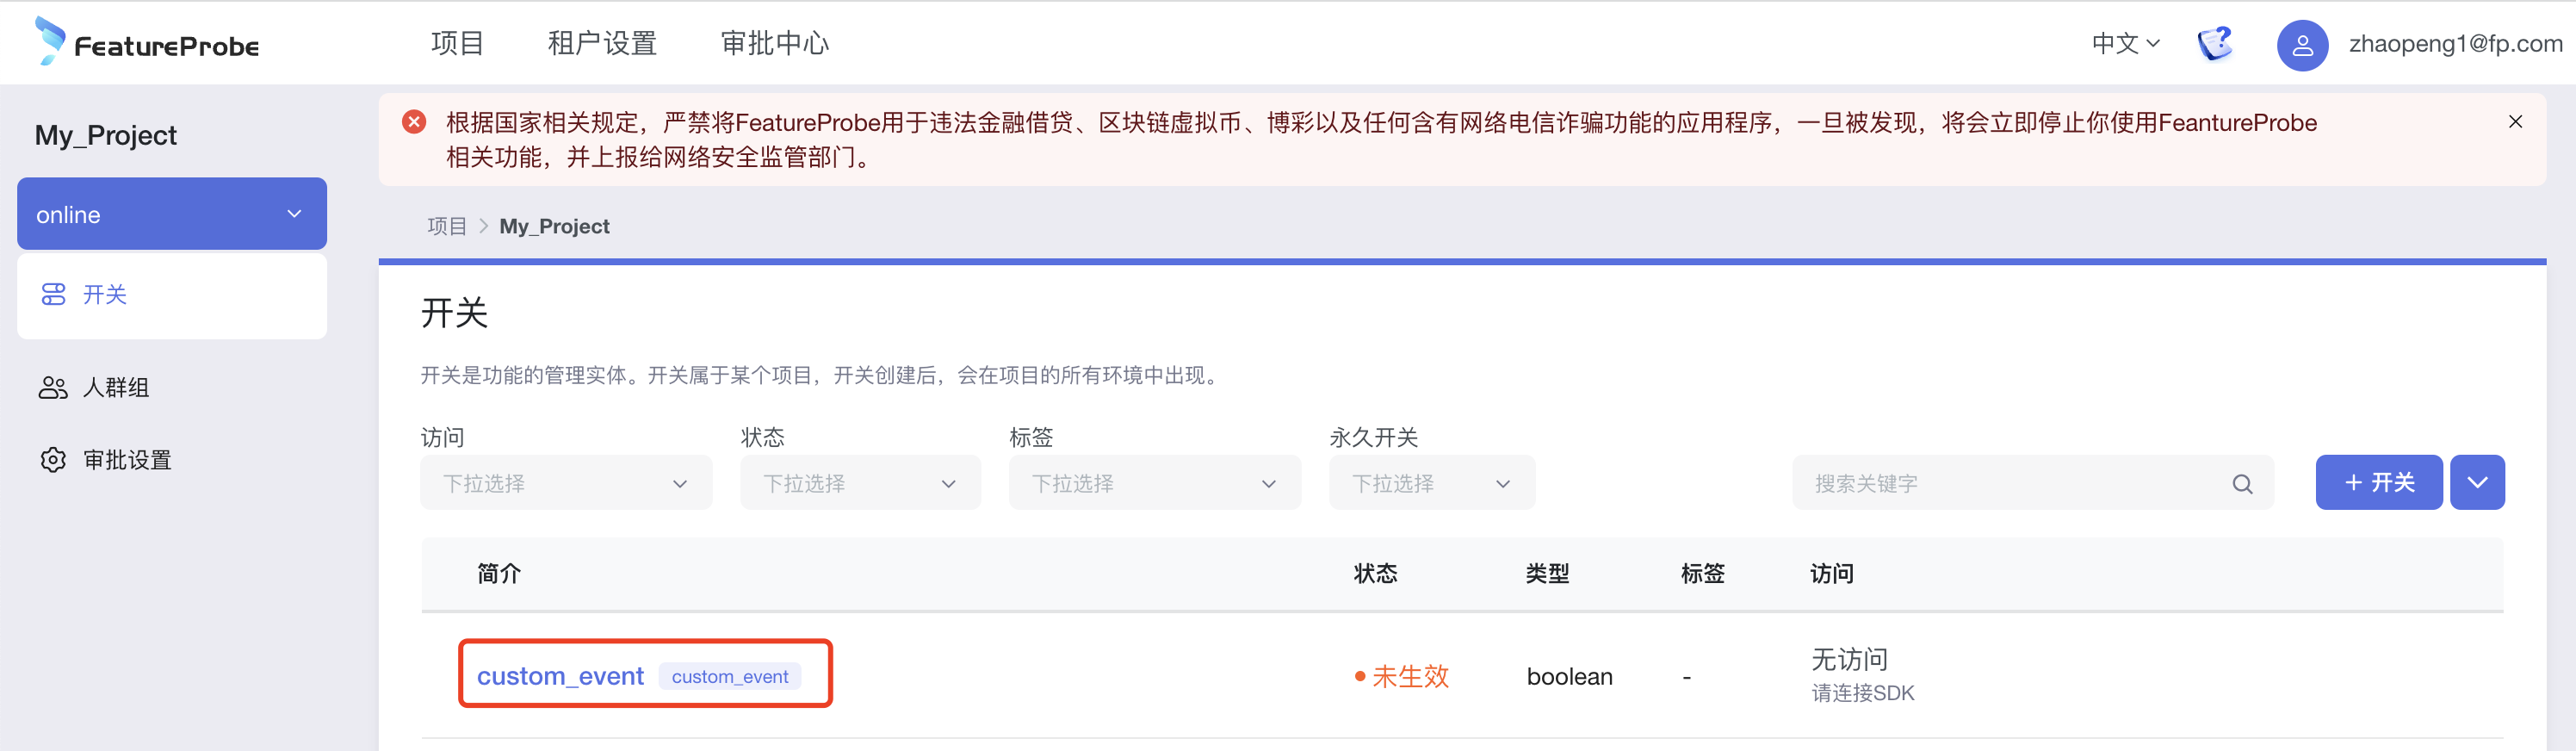 FeatureProbe
项目
租户设置
审批中心
中文
zhaopeng1@fp.com
My_Project
online
开关
人群组
审批设置
根据国家相关规定，严禁将FeatureProbe用于违法金融借贷、区块链虚拟币、博彩以及任何含有网络电信诈骗功能的应用程序，一旦被发现，将会立即停止你使用FeantureProbe
相关功能，并上报给网络安全监管部门。
项目 > My_Project
开关
开关是功能的管理实体。开关属于某个项目，开关创建后，会在项目的所有环境中出现。
访问 状态 标签 永久开关
下拉选择 下拉选择 下拉选择 下拉选择 搜索关键字 + 开关
简介 状态 类型 标签 访问
custom_event custom_event 未生效 boolean - 无访问
请连接SDK